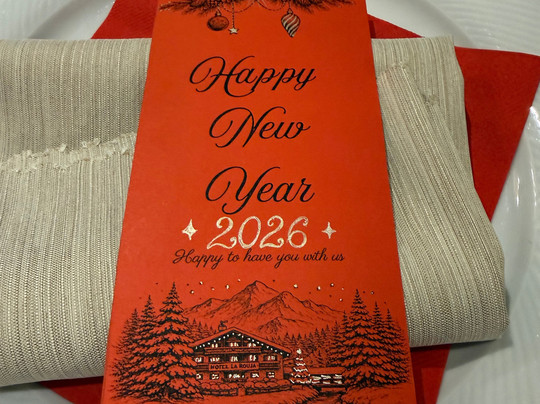 Happy
New
Year
2026
Happy to have you with us
HOTEL LA ROUJA